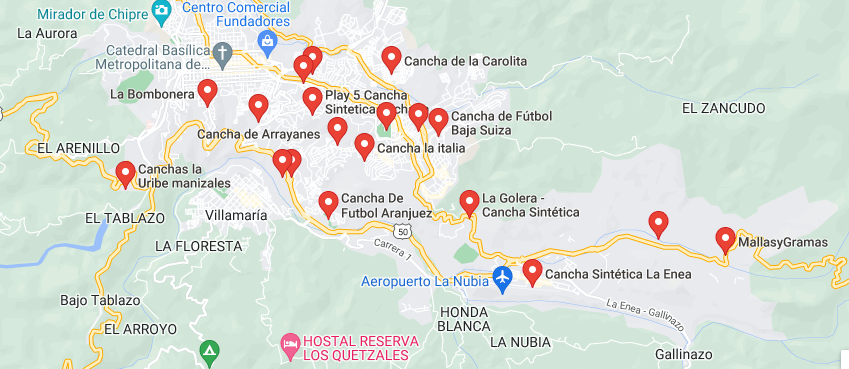 Mirador de Chipre
Centro Comercial
Fundadores
La Aurora
Catedral Basílica
Metropolitana de...
Cancha de la Carolita
La Bombonera
Play 5 Cancha
Sintetica
EL ZANCUDO
Cancha de Fútbol
Baja Suiza
Cancha de Arrayanes
EL ARENILLO
Cancha la italia
Canchas la
Uribe manizales
Cancha De
Futbol Aranjuez
La Golera -
Cancha Sintética
EL TABLAZO
Villamaría
50
MallasyGramas
LA FLORESTA
Carrera 1
Aeropuerto La Nubia
Cancha Sintética La Enea
Bajo Tablazo
La Enea - Gallinazo
HONDA
BLANCA
EL ARROYO
HOSTAL RESERVA
LOS QUETZALES
LA NUBIA
Gallinazo